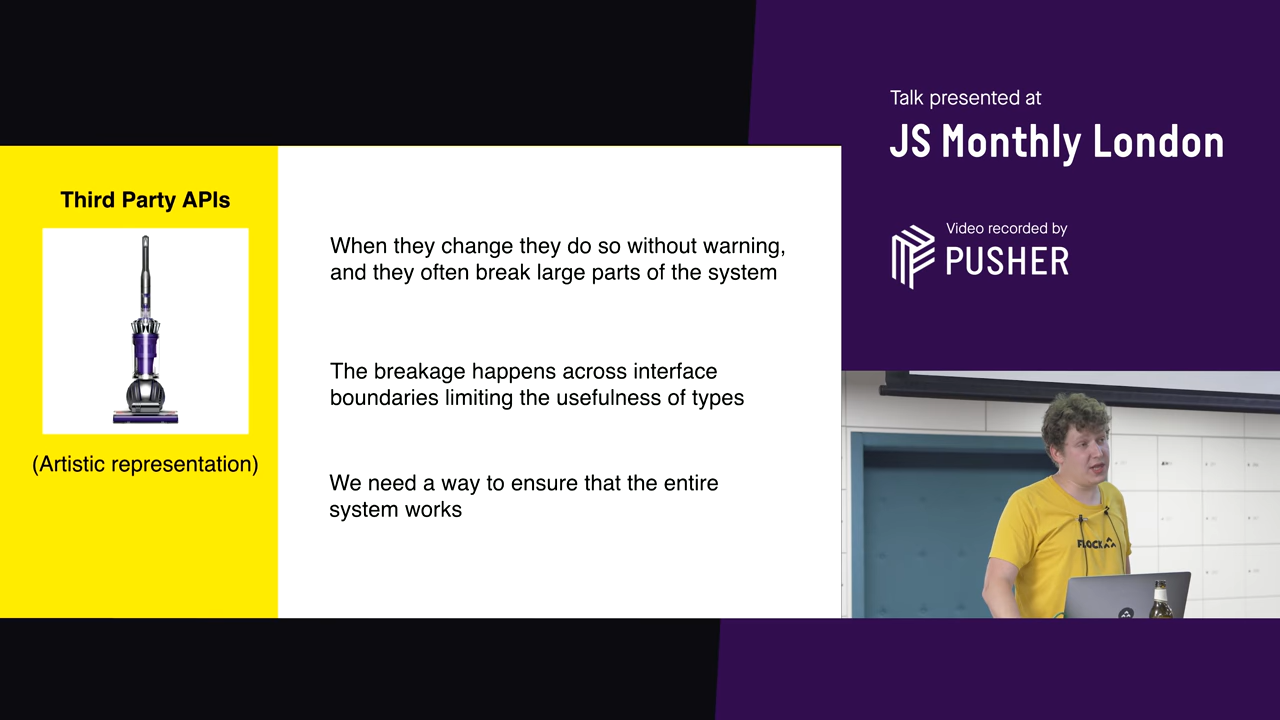 Talk presented at
JS Monthly London
Video recorded by
PUSHER
Third Party APIs
(Artistic representation)
When they change they do so without warning,
and they often break large parts of the system
The breakage happens across interface
boundaries limiting the usefulness of types
We need a way to ensure that the entire
system works
FLOCK